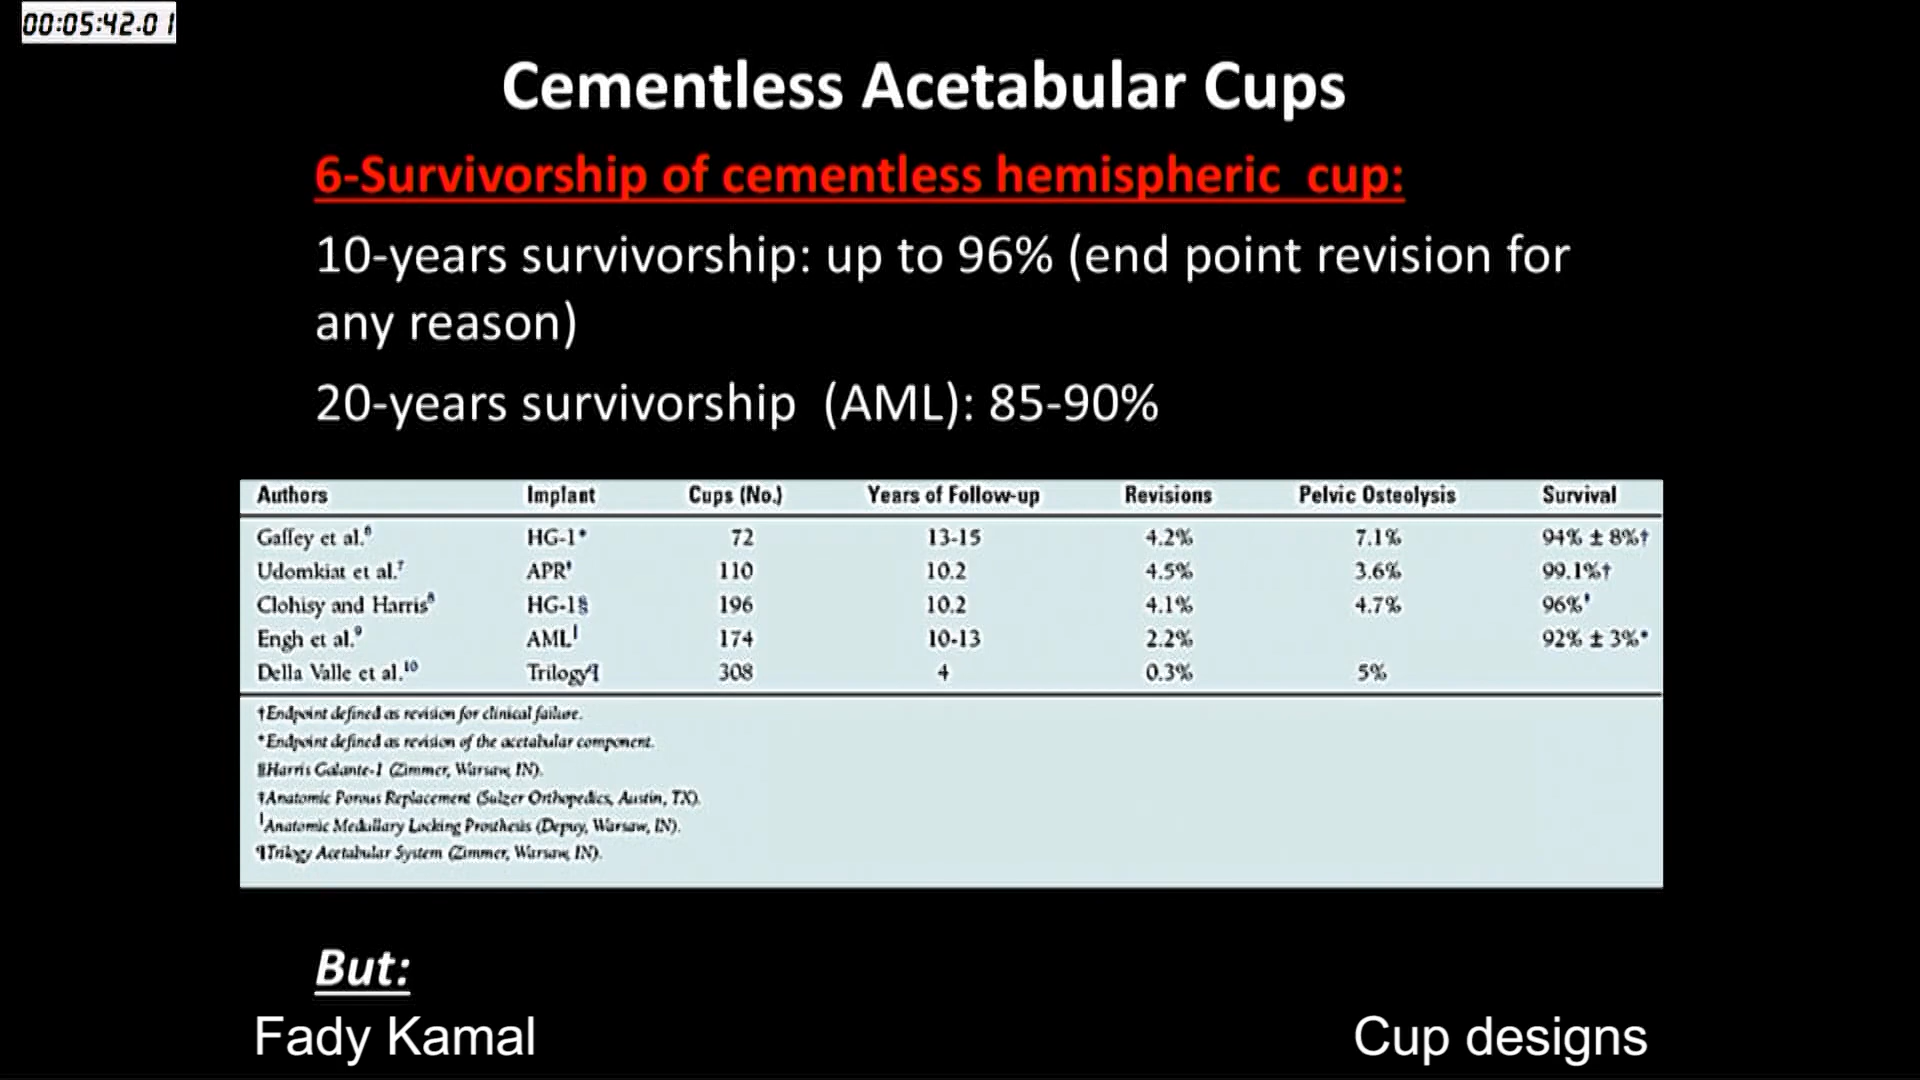 00:05:42.01
Cementless Acetabular Cups
6-Survivorship of cementless hemispheric cup:
10-years survivorship: up to 96% (end point revision for
any reason)
20-years survivorship (AML): 85-90%
Authors Implant Cups (No.) Years of Follow-up Revisions Pelvic Osteolysis Survival
Gaffey et al.⁶ HG-1* 72 13-15 4.2% 7.1% 94% ± 8%†
Udomkiat et al.⁷ APR† 110 10.2 4.5% 3.6% 99.1%†
Clohisy and Harris⁸ HG-1§ 196 10.2 4.1% 4.7% 96%
Engh et al.⁹ AML| 174 10-13 2.2% 92% ± 3%*
Della Valle et al.¹⁰ Trilogy¶ 308 4 0.3% 5%
†Endpoint defined as revision for clinical failure.
*Endpoint defined as revision of the acetabular component.
§Harris Galante-1 (Zimmer, Warsaw, IN).
†Anatomic Porous Replacement (Sulzer Orthopedics, Austin, TX).
|Anatomic Medullary Locking Prosthesis (Depuy, Warsaw, IN).
¶Trilogy Acetabular System (Zimmer, Warsaw, IN).
But:
Fady Kamal
Cup designs